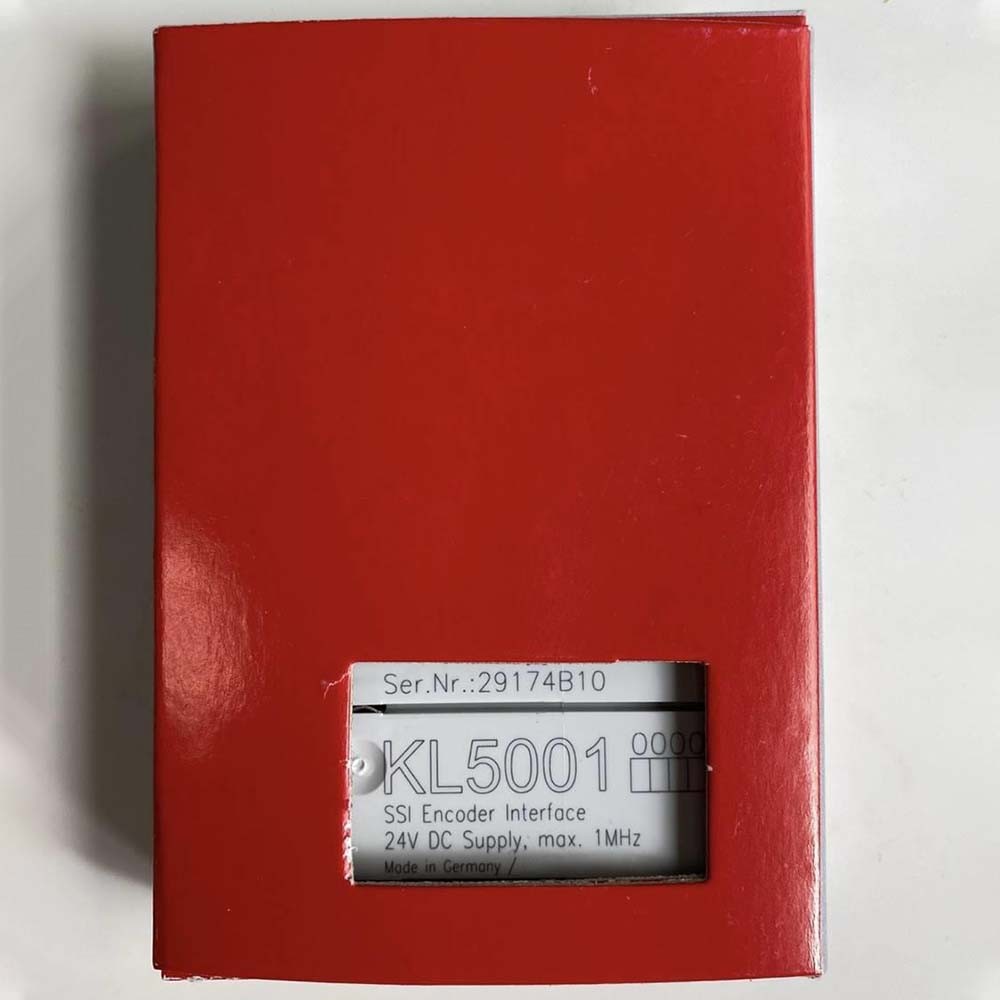 Ser.Nr.:29174B10
KL5001 0000
SSI Encoder Interface
24V DC Supply, max. 1MHz
Made in Germany /